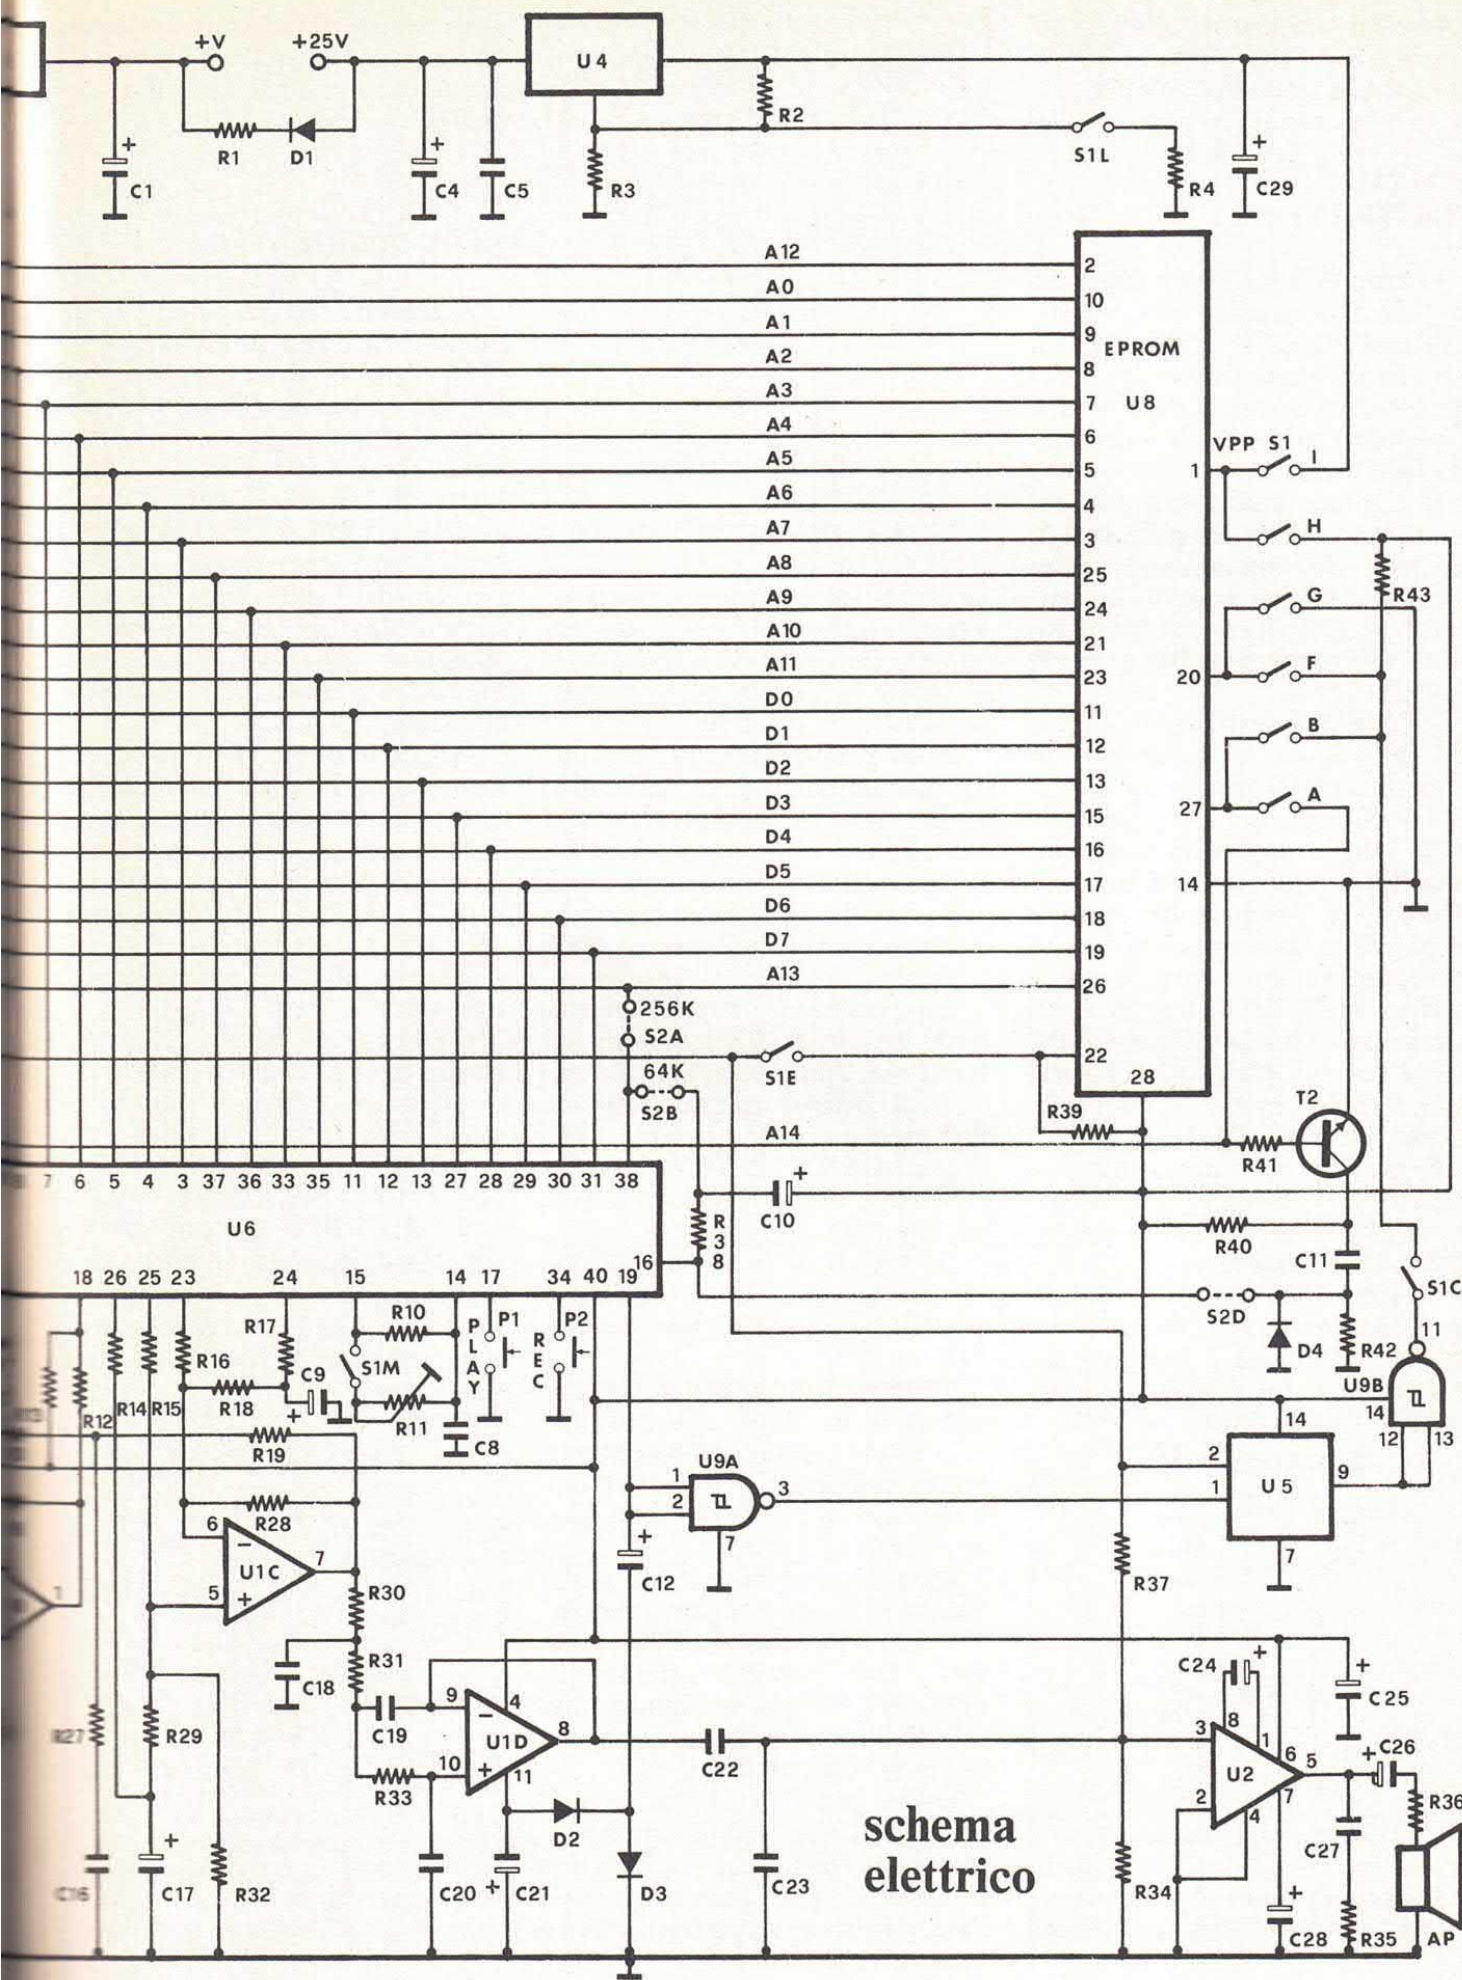 +V +25V
U4
R2
R1 D1
S1L
C1 C4 C5 R3 R4 C29
A12 2
A0 10
A1 9
EPROM
A2 8
A3 7 U8
A4 6
VPP S1 I
A5 5 1
A6 4
A7 3 H
A8 25
A9 24 G R43
A10 21
A11 23 20 F
D0 11
D1 12 B
D2 13
D3 15 27 A
D4 16
D5 17 14
D6 18
D7 19
A13 26
256K
S2A
64K S1E 22
28
S2B R39 T2
A14
R41
7 6 5 4 3 37 36 33 35 11 12 13 27 28 29 30 31 38
C10
U6 R38
R40
16 C11
18 26 25 23 24 15 14 17 34 40 19
S1C
S2D
R17 R10 PLAY P1 REC P2 11
R16 S1M D4 R42
C9 U9B
R18 14
R12 R14 R15 R11 14
R19 C8 12 13
U9A
2 9
1 3 1 U5
R28 2
6
U1C 7 7 7
5 R30 C12 R37
1
R31 C24
C18 C25
9 4 8
C19 U1D 8 3 1 C26
R27 R29 10 6 5
11 C22 U2
R33 2 7 R36
4
D2 C27
schema
elettrico
C16 C17 R32 C20 C21 D3 C23 R34
C28 R35 AP